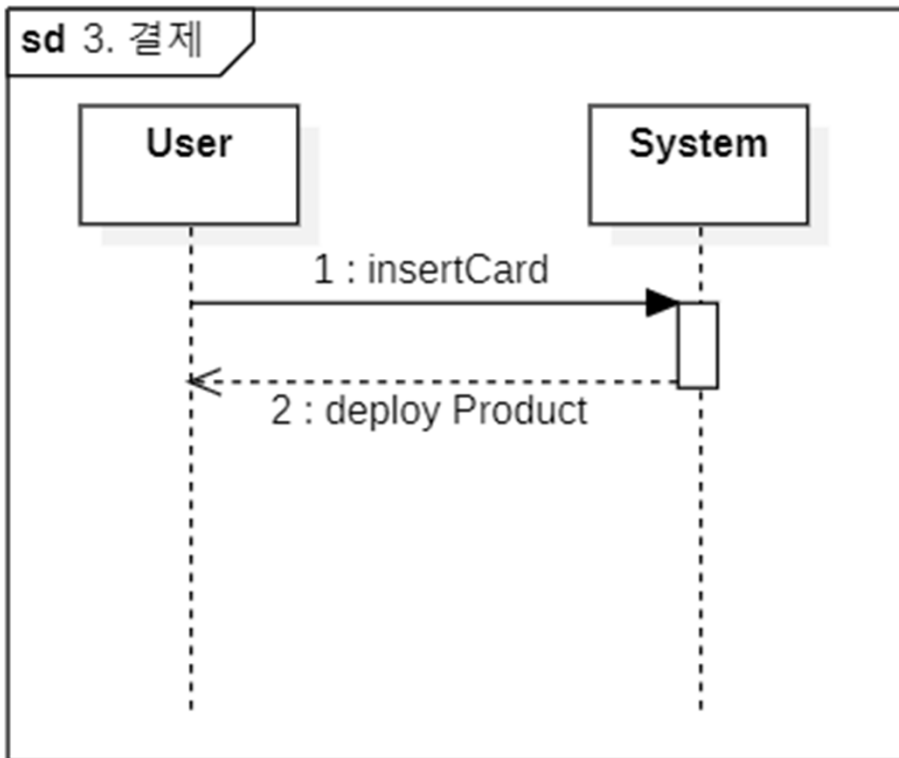 sd 3. 결제
User
System
1 : insertCard
2 : deploy Product